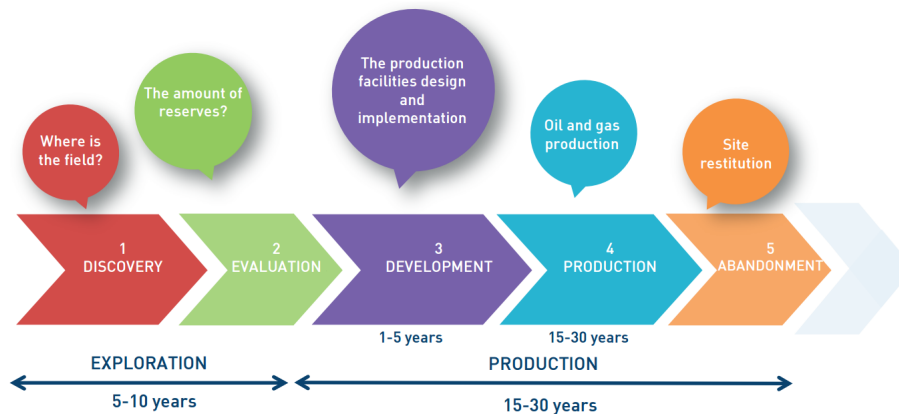 The production
facilities design
and
implementation
The amount of
reserves?
Where is
the field?
Oil and gas
production
Site
restitution
1
DISCOVERY
2
EVALUATION
3
DEVELOPMENT
4
PRODUCTION
5
ABANDONMENT
1-5 years
15-30 years
EXPLORATION
PRODUCTION
5-10 years
15-30 years